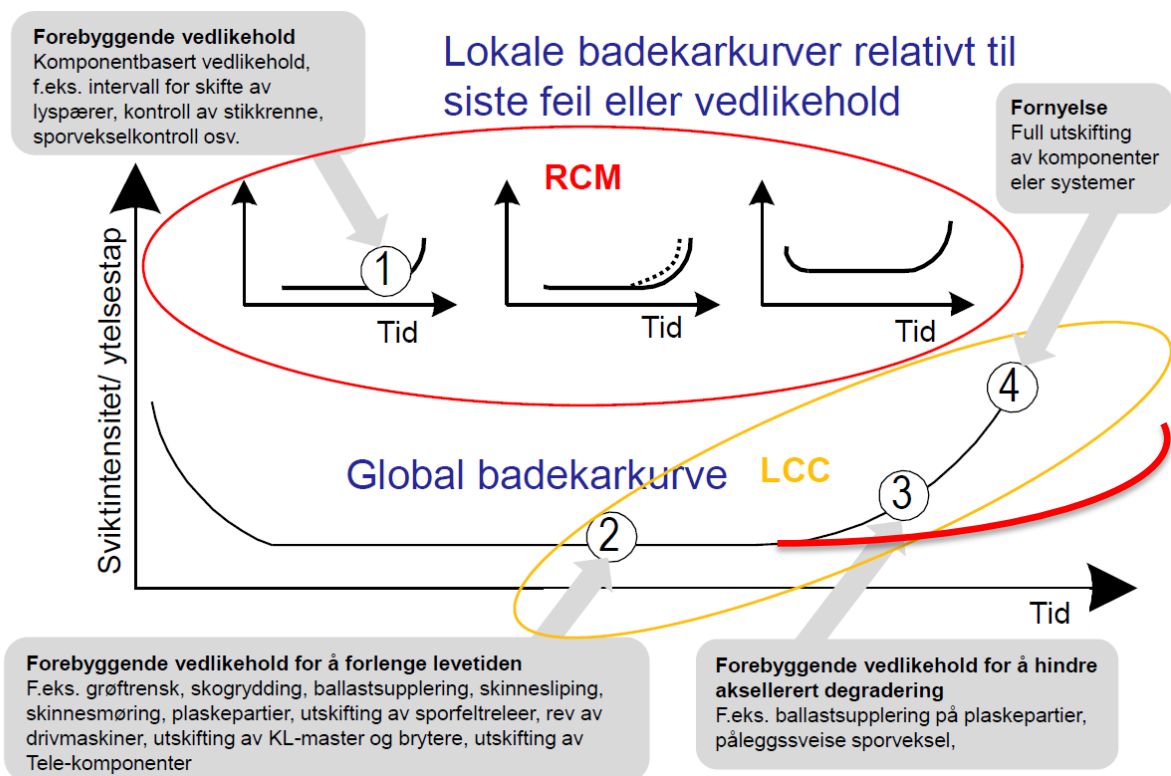 Forebyggende vedlikehold
Komponentbasert vedlikehold,
f.eks. intervall for skifte av
lyspærer, kontroll av stikkrenne,
sporvekselkontroll osv.
Lokale badekarkurver relativt til
siste feil eller vedlikehold
Fornyelse
Full utskifting
av komponenter
eler systemer
RCM
1
Tid
Tid
Tid
Sviktintensitet/ ytelsestap
4
Global badekarkurve
LCC
3
2
Tid
Forebyggende vedlikehold for å forlenge levetiden
F.eks. grøftrensk, skogrydding, ballastsupplering, skinnesliping,
skinnesmøring, plaskepartier, utskifting av sporfeltreleer, rev av
drivmaskiner, utskifting av KL-master og brytere, utskifting av
Tele-komponenter
Forebyggende vedlikehold for å hindre
aksellerert degradering
F.eks. ballastsupplering på plaskepartier,
påleggssveise sporveksel,